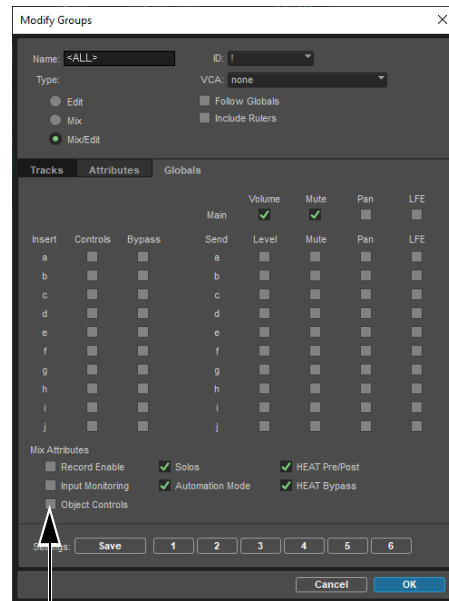 Modify Groups
Name: <ALL> ID: !
Type: VCA: none
Edit Follow Globals
Mix Include Rulers
Mix/Edit
Tracks Attributes Globals
Volume Mute Pan LFE
Main
Insert Controls Bypass Send Level Mute Pan LFE
a a
b b
c c
d d
e e
f f
g g
h h
i i
j j
Mix Attributes
Record Enable Solos HEAT Pre/Post
Input Monitoring Automation Mode HEAT Bypass
Object Controls
Settings: Save 1 2 3 4 5 6
Cancel OK